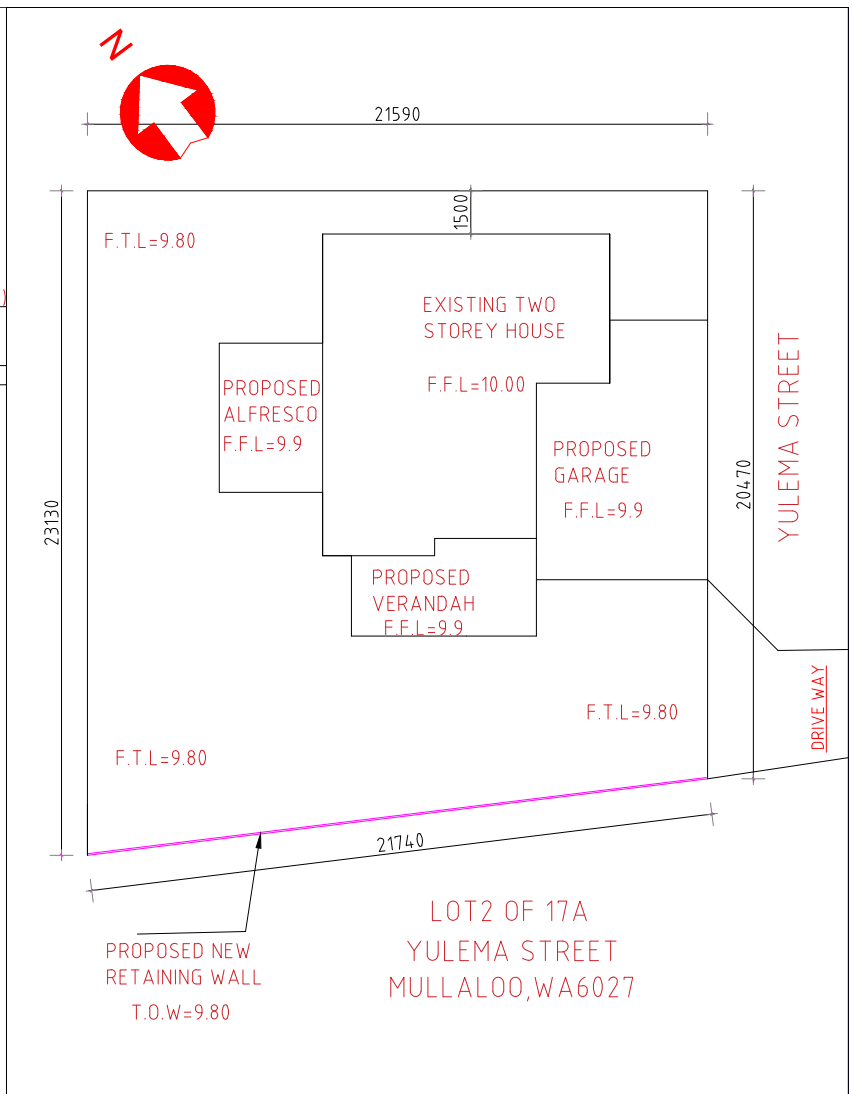 N
21590
1500
F.T.L=9.80
)
EXISTING TWO
STOREY HOUSE
F.F.L=10.00
PROPOSED
ALFRESCO
F.F.L=9.9
PROPOSED
GARAGE
F.F.L=9.9
YULEMA STREET
20470
23130
PROPOSED
VERANDAH
F.F.L=9.9
F.T.L=9.80
DRIVE WAY
F.T.L=9.80
21740
PROPOSED NEW
RETAINING WALL
T.O.W=9.80
LOT2 OF 17A
YULEMA STREET
MULLALOO,WA6027